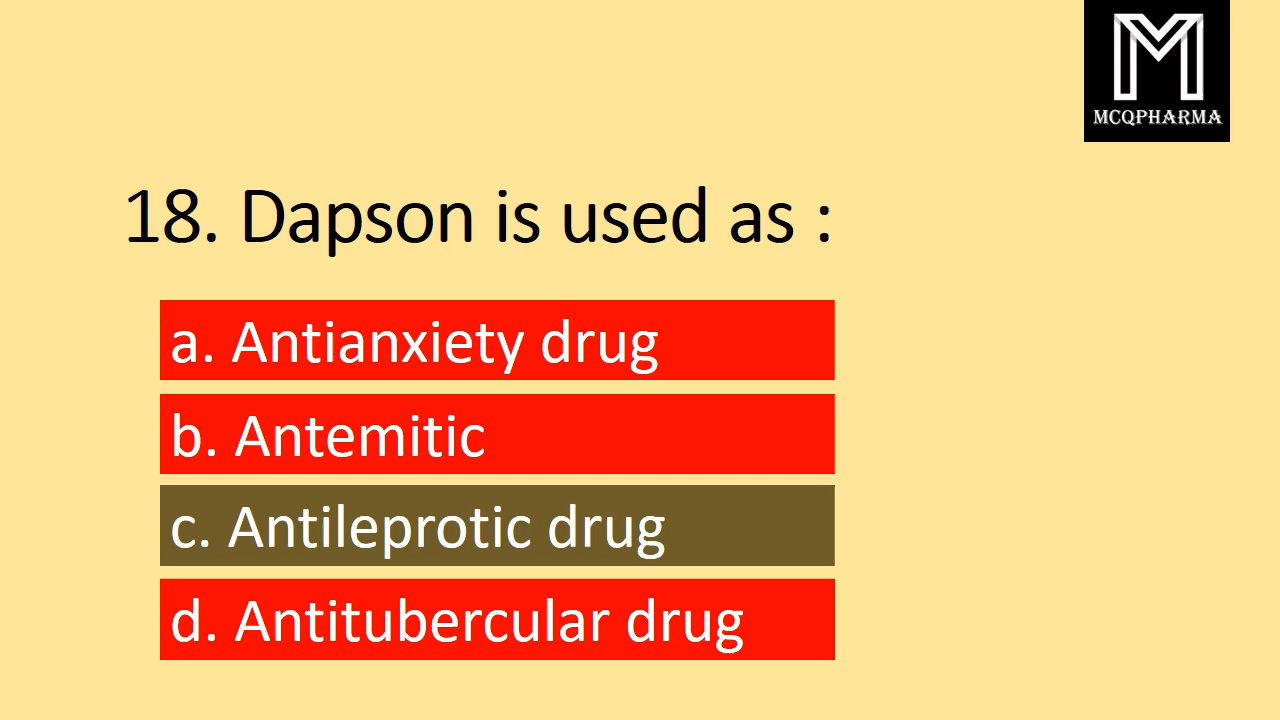 M
MCQPHARMA
18. Dapson is used as :
a. Antianxiety drug
b. Antemitic
c. Antileprotic drug
d. Antitubercular drug